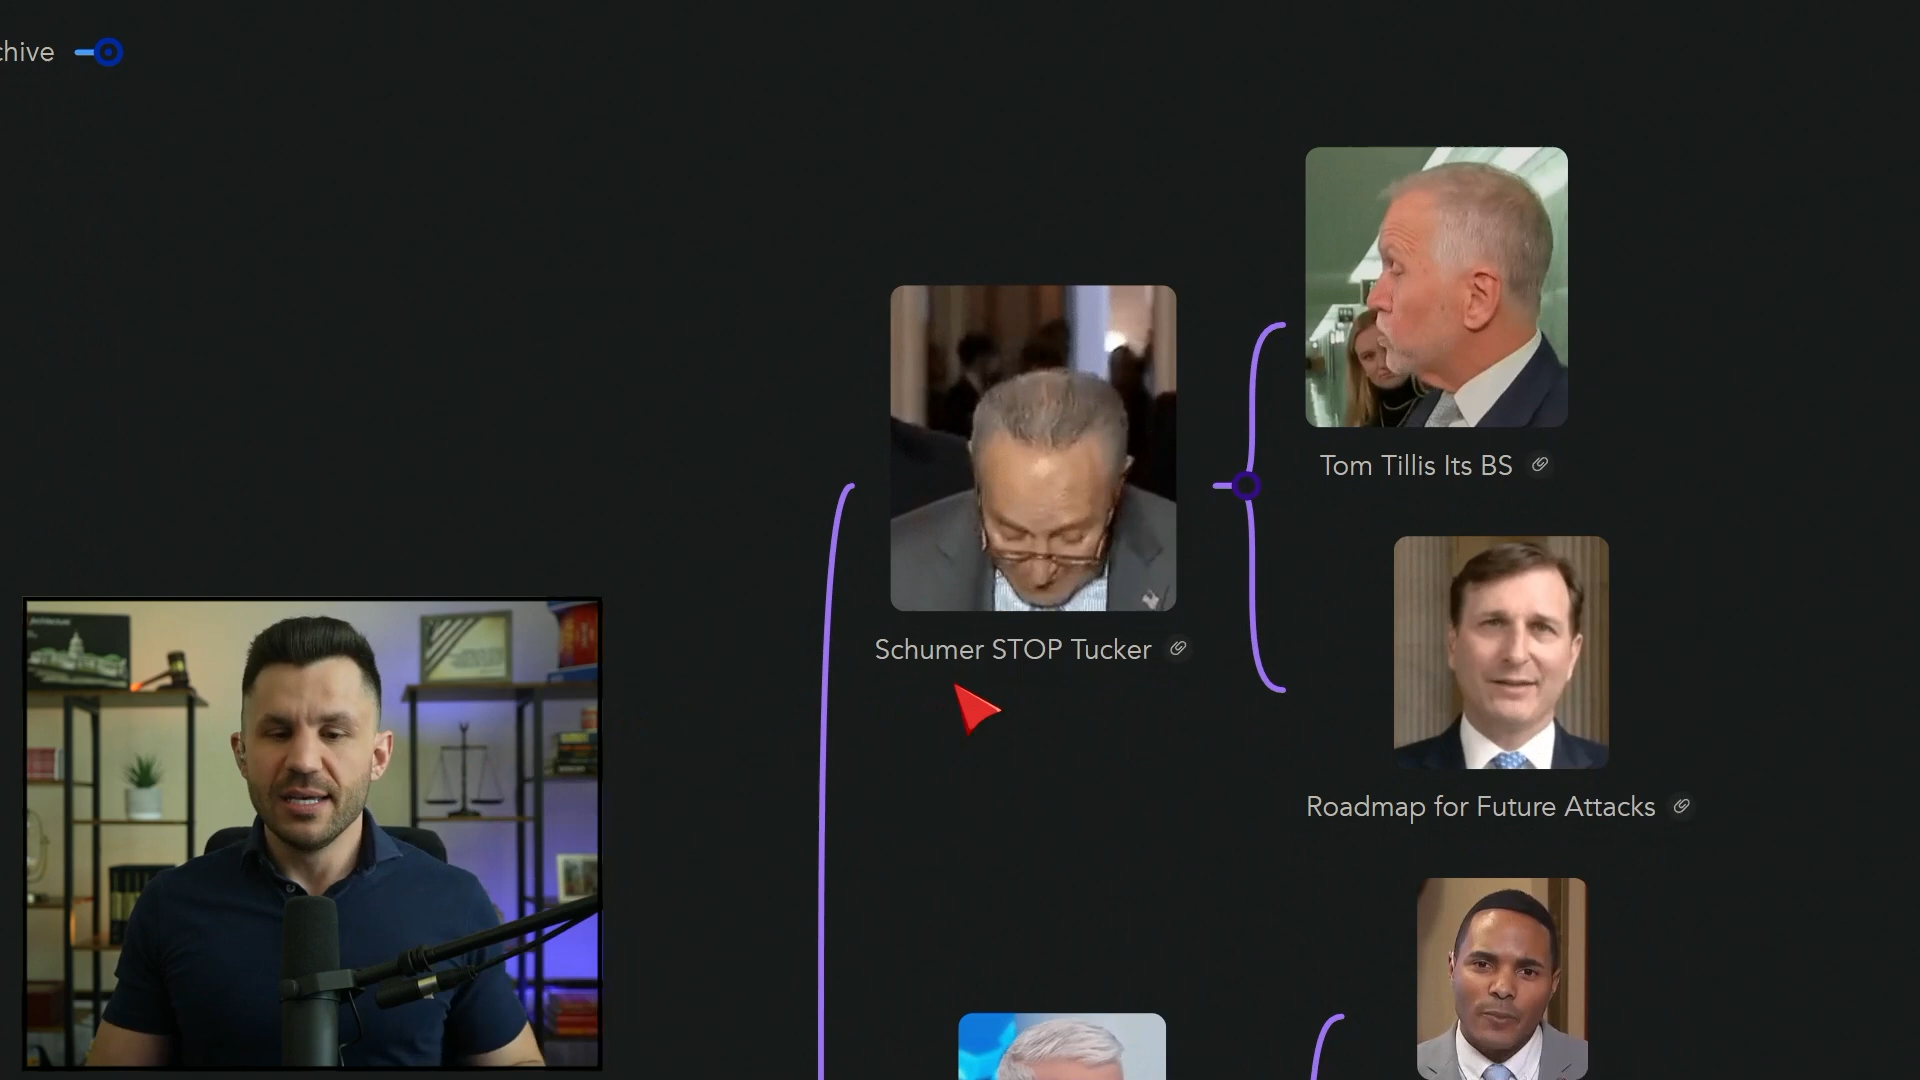 chive
Tom Tillis Its BS
Schumer STOP Tucker
Roadmap for Future Attacks